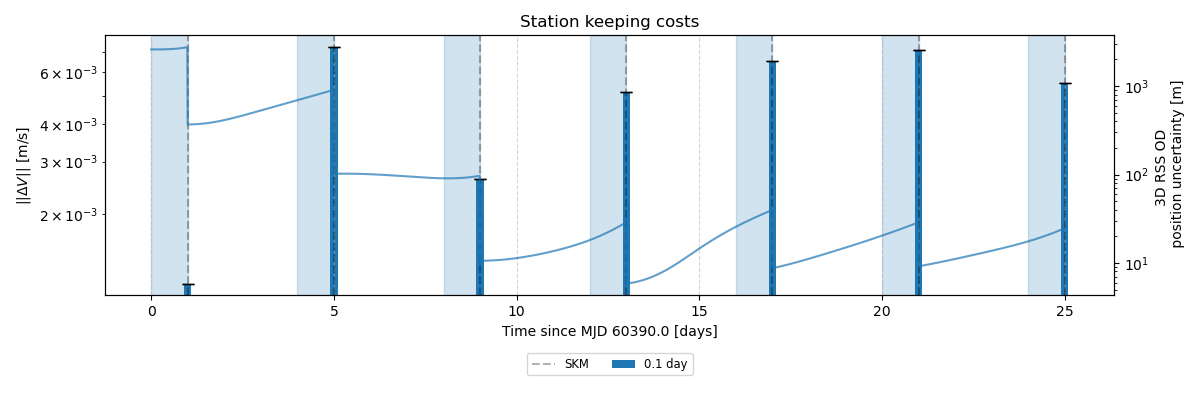 Station keeping costs
||ΔV|| [m/s]
6 × 10⁻³
4 × 10⁻³
3 × 10⁻³
2 × 10⁻³
10³
10²
10¹
3D RSS OD
position uncertainty [m]
0 5 10 15 20 25
Time since MJD 60390.0 [days]
SKM 0.1 day